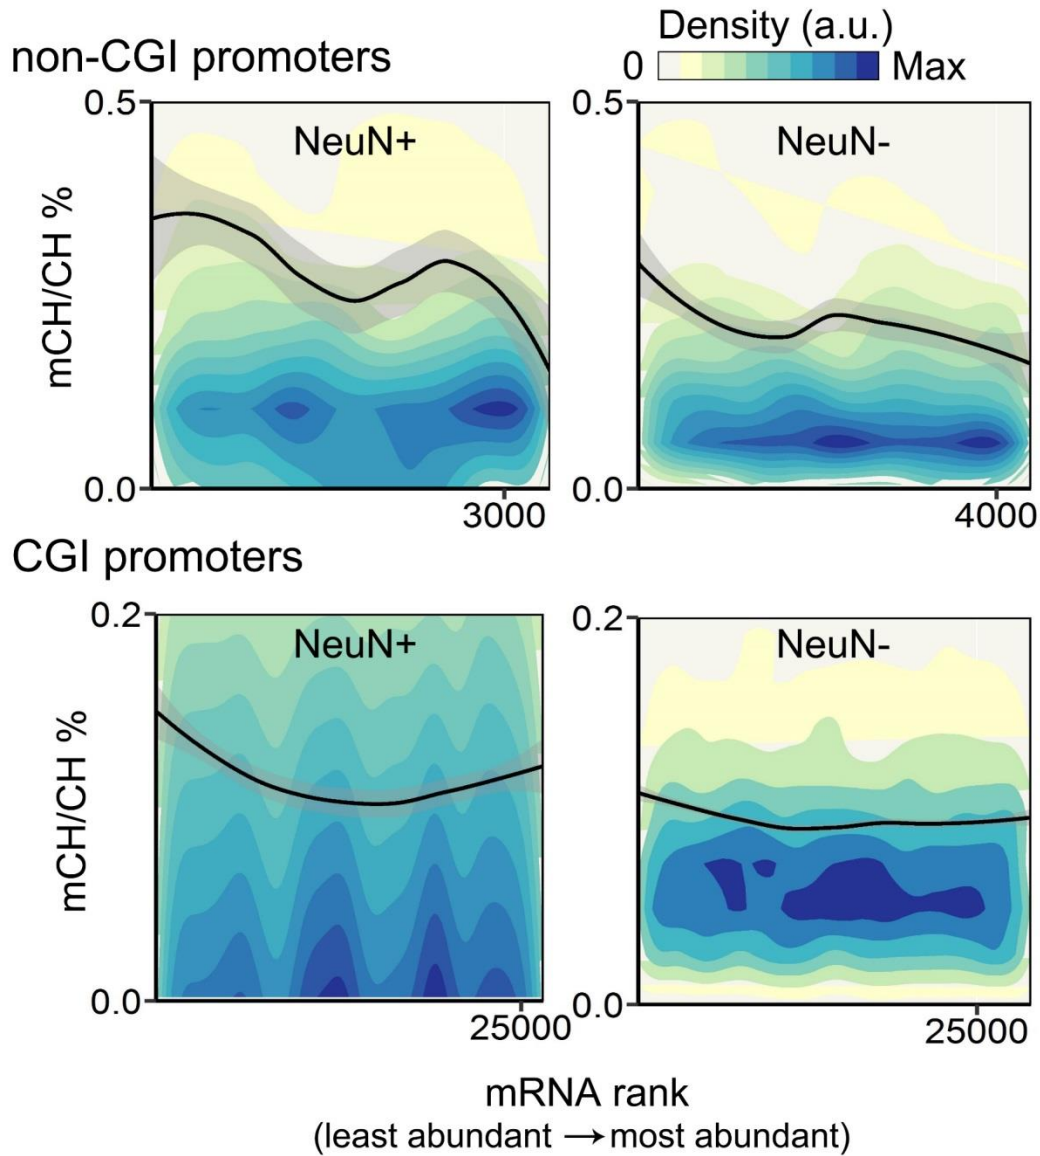 non-CGI promoters
Density (a.u.)
0 Max
0.5 NeuN+
mCH/CH %
0.0
3000
0.5 NeuN-
0.0
4000
CGI promoters
0.2 NeuN+
mCH/CH %
0.0
25000
0.2 NeuN-
0.0
25000
mRNA rank
(least abundant → most abundant)